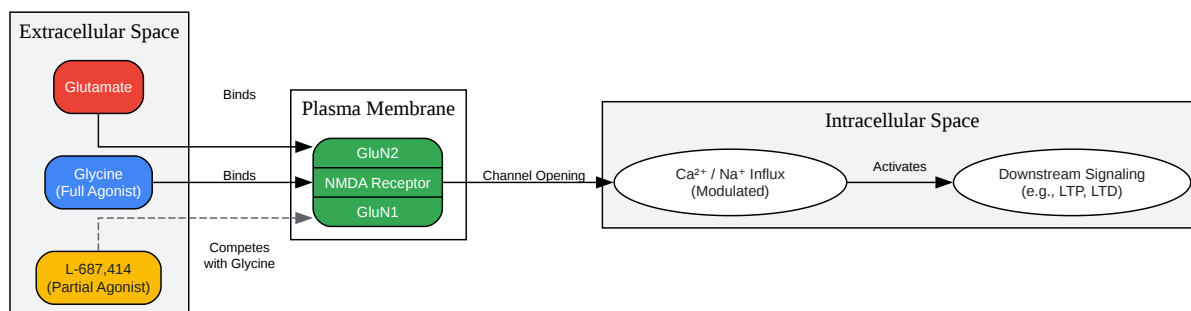 Extracellular Space
Glutamate
Binds
Plasma Membrane
Intracellular Space
GluN2
Glycine
(Full Agonist)
Binds
NMDA Receptor
Channel Opening
Ca²⁺ / Na⁺ Influx
(Modulated)
Activates
Downstream Signaling
(e.g., LTP, LTD)
GluN1
Competes
with Glycine
L-687,414
(Partial Agonist)